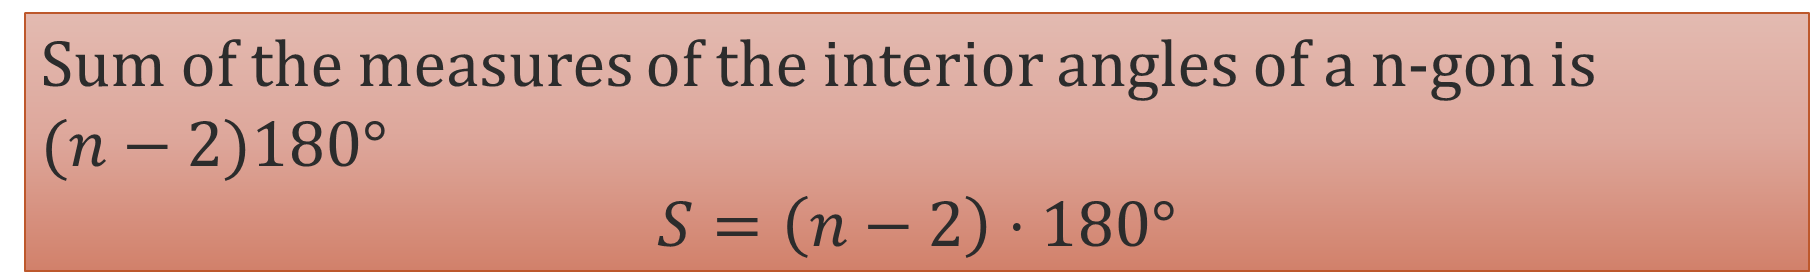 Sum of the measures of the interior angles of a n-gon is
(n − 2)180°
S = (n − 2) · 180°